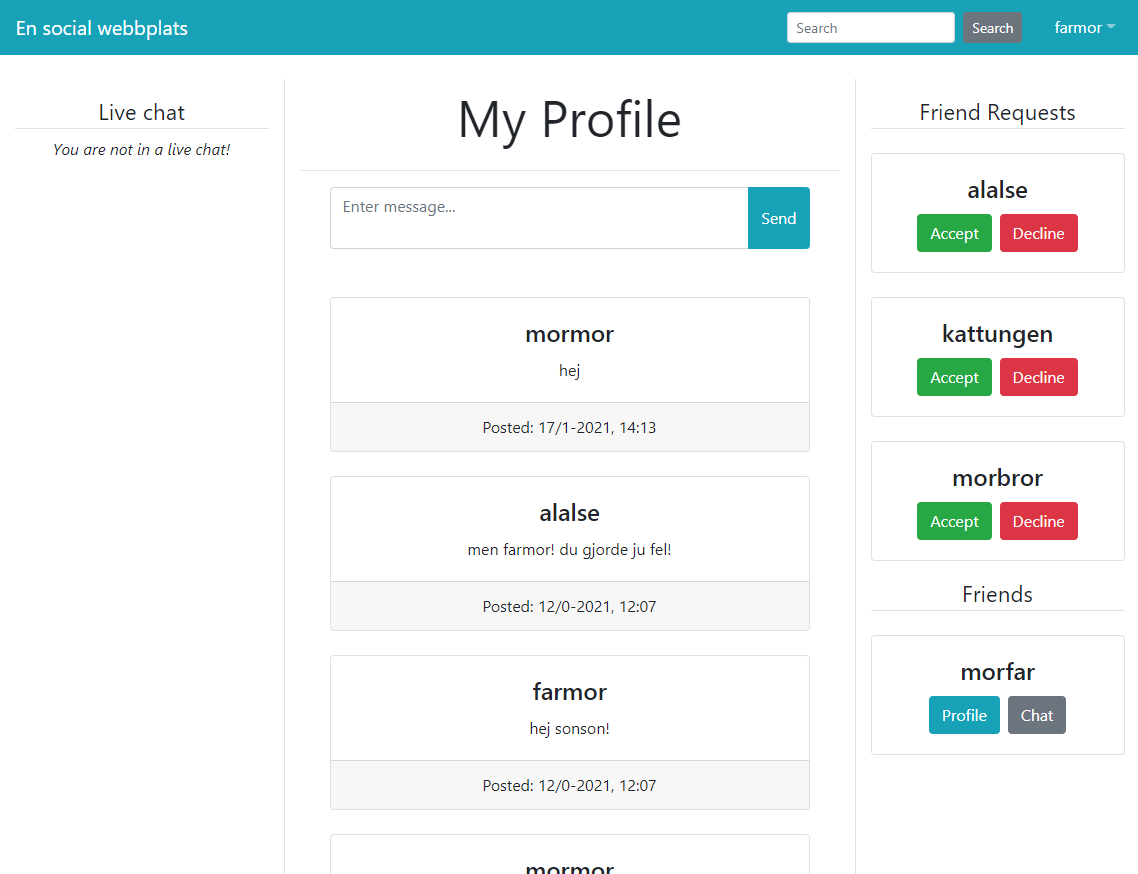 En social webbplats
Search
Search
farmor
Live chat
You are not in a live chat!
My Profile
Enter message...
Send
mormor
hej
Posted: 17/1-2021, 14:13
alalse
men farmor! du gjorde ju fel!
Posted: 12/0-2021, 12:07
farmor
hej sonson!
Posted: 12/0-2021, 12:07
mormor
Friend Requests
alalse
Accept
Decline
kattungen
Accept
Decline
morbror
Accept
Decline
Friends
morfar
Profile
Chat